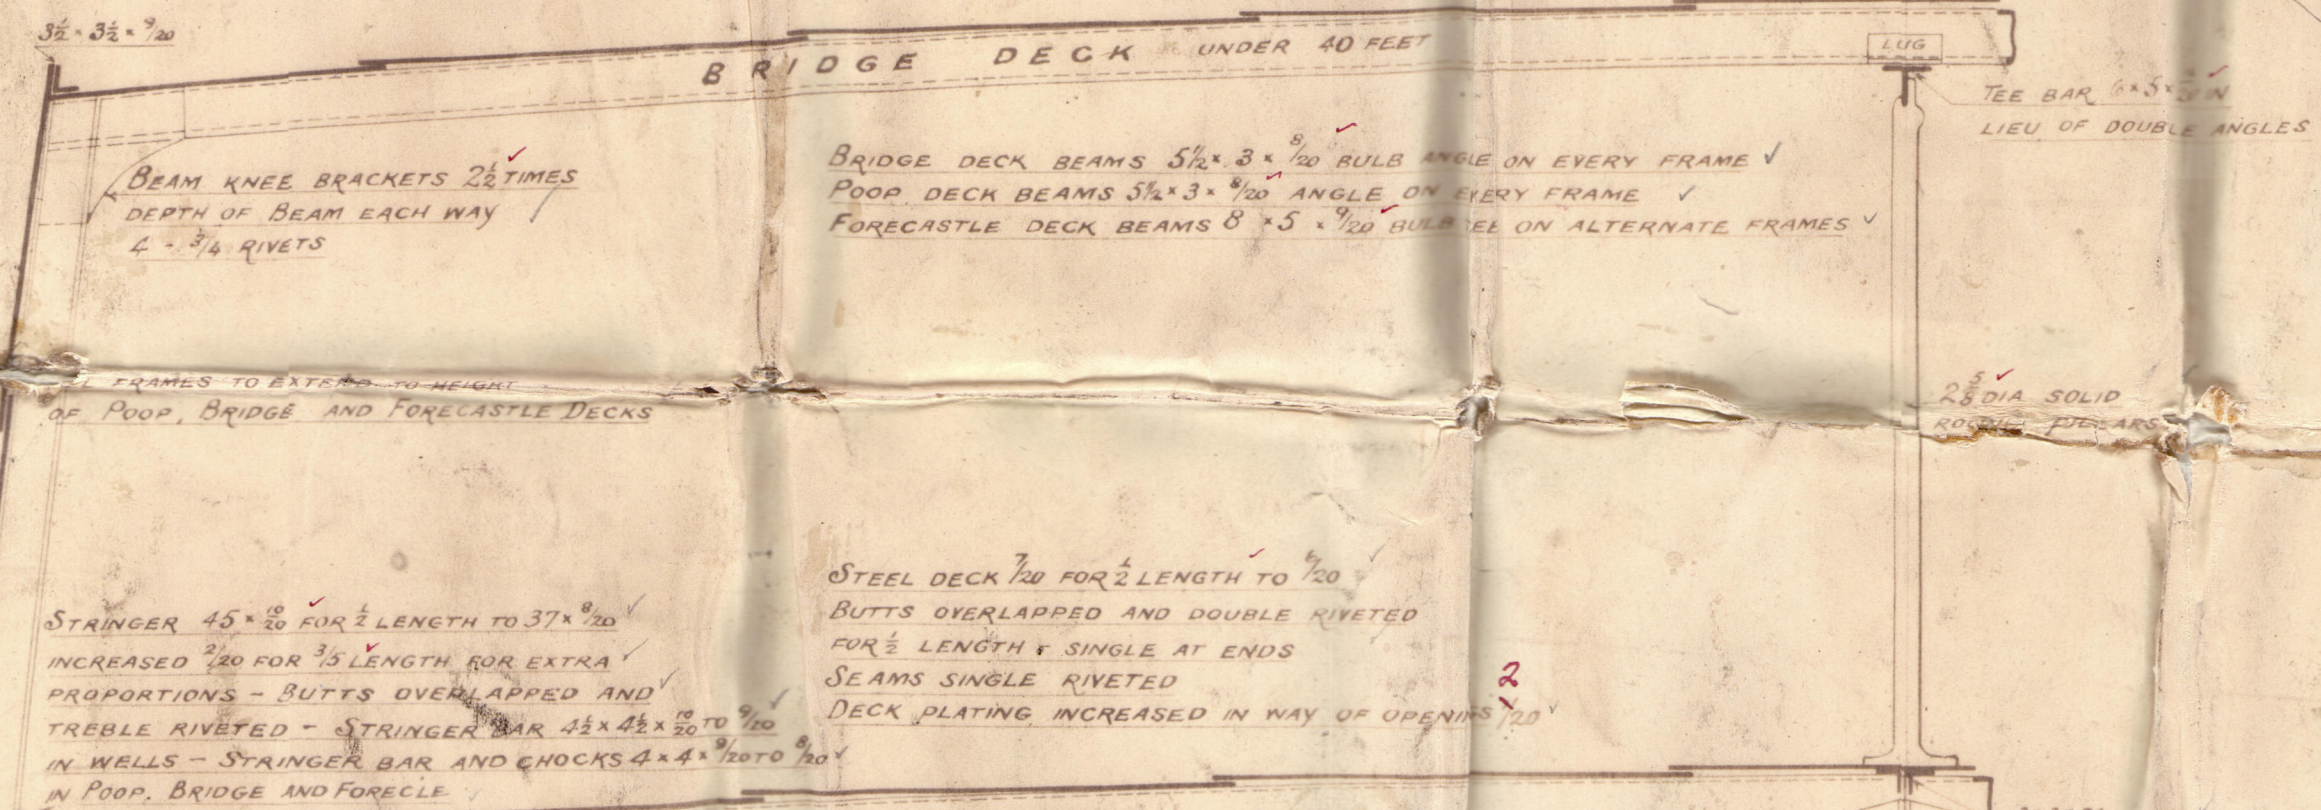 3½ × 3½ × 9/20
BRIDGE DECK UNDER 40 FEET
LUG
TEE BAR 6 × 5 × IN
LIEU OF DOUBLE ANGLES
BEAM KNEE BRACKETS 2½ TIMES
DEPTH OF BEAM EACH WAY
4 - ¾ RIVETS
BRIDGE DECK BEAMS 5½ × 3 × 8/20 BULB ANGLE ON EVERY FRAME
POOP DECK BEAMS 5½ × 3 × 8/20 ANGLE ON EVERY FRAME
FORECASTLE DECK BEAMS 8 × 5 × 9/20 BULB TEE ON ALTERNATE FRAMES
FRAMES TO EXTEND TO HEIGHT
OF POOP, BRIDGE AND FORECASTLE DECKS
2⅝ DIA SOLID
ROUND PILLARS
STRINGER 45 × 10/20 FOR ½ LENGTH TO 37 × 8/20
INCREASED 2/20 FOR 3/5 LENGTH FOR EXTRA
PROPORTIONS - BUTTS OVERLAPPED AND
TREBLE RIVETED - STRINGER BAR 4½ × 4½ × 10/20 TO 9/20
IN WELLS - STRINGER BAR AND CHOCKS 4 × 4 × 9/20 TO 8/20
IN POOP. BRIDGE AND FORECLE
STEEL DECK 7/20 FOR ½ LENGTH TO 6/20
BUTTS OVERLAPPED AND DOUBLE RIVETED
FOR ½ LENGTH & SINGLE AT ENDS
SEAMS SINGLE RIVETED
2
DECK PLATING INCREASED IN WAY OF OPENINGS /20